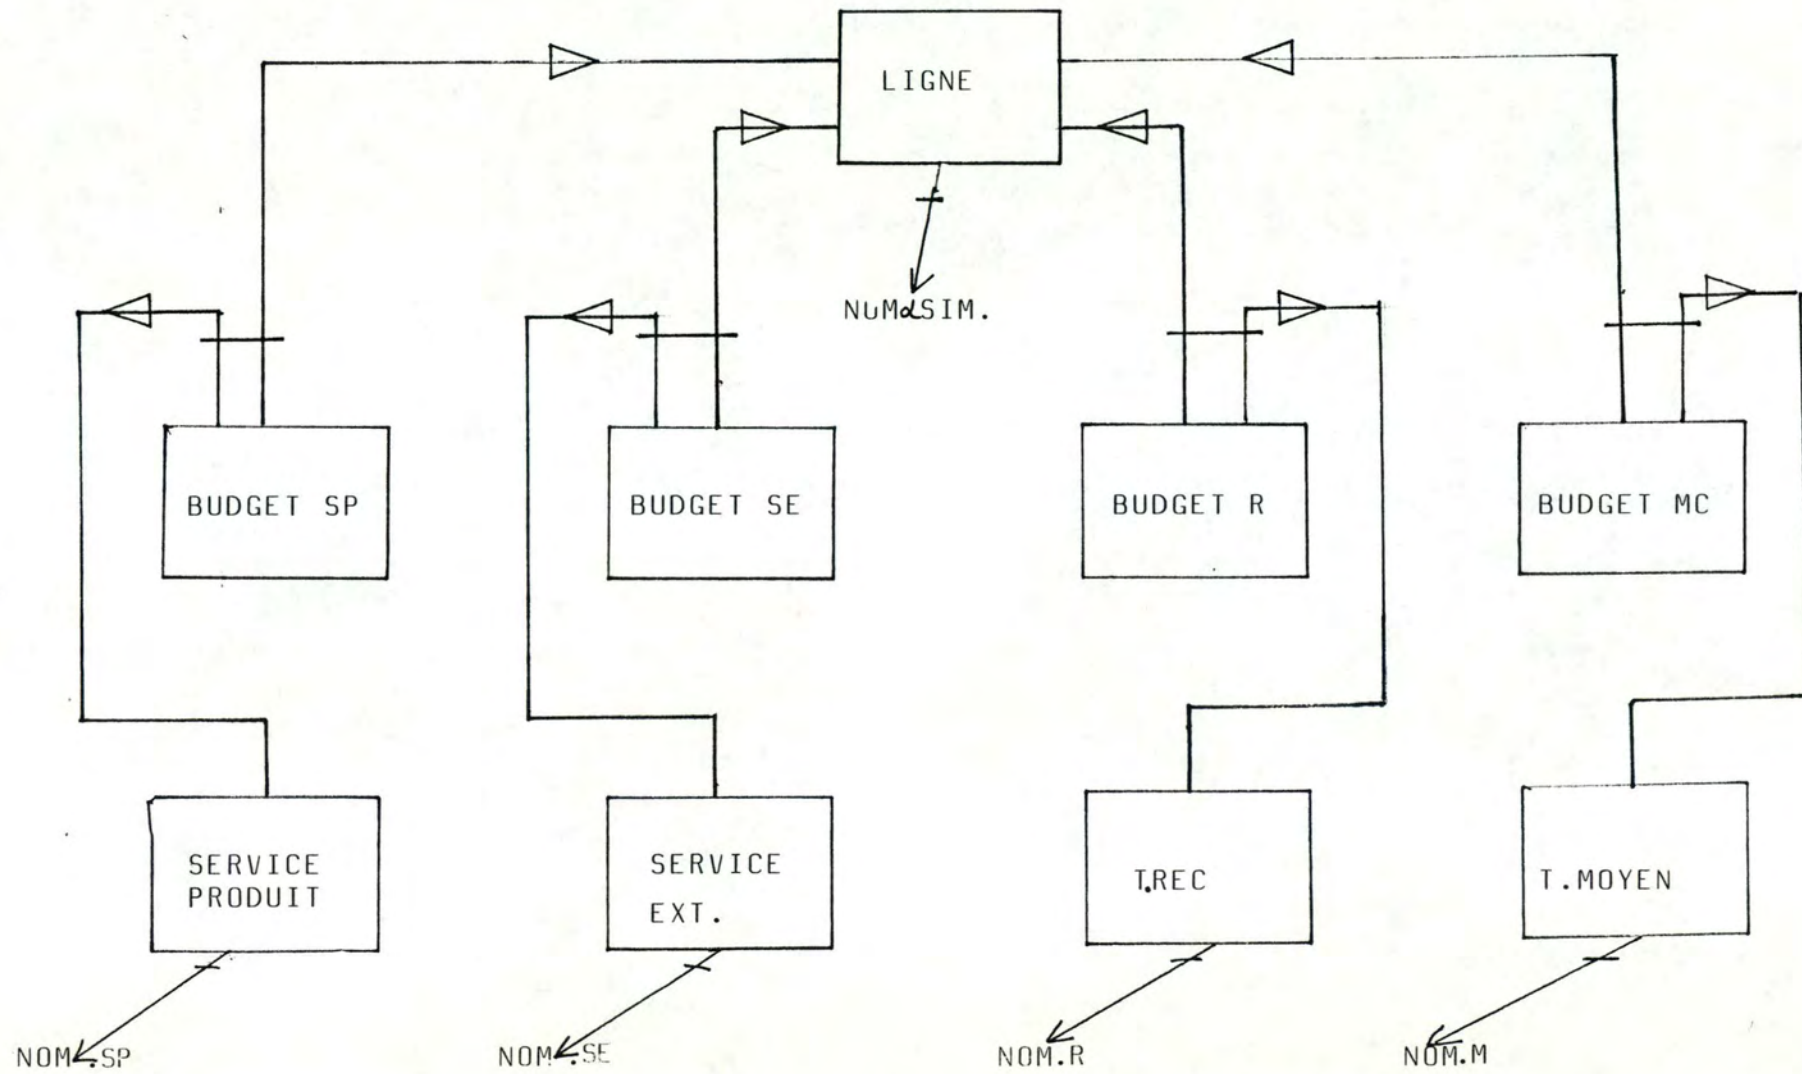 LIGNE
NUMαSIM.
BUDGET SP
BUDGET SE
BUDGET R
BUDGET MC
SERVICE
PRODUIT
SERVICE
EXT.
T.REC
T.MOYEN
NOM.SP
NOM.SE
NOM.R
NOM.M